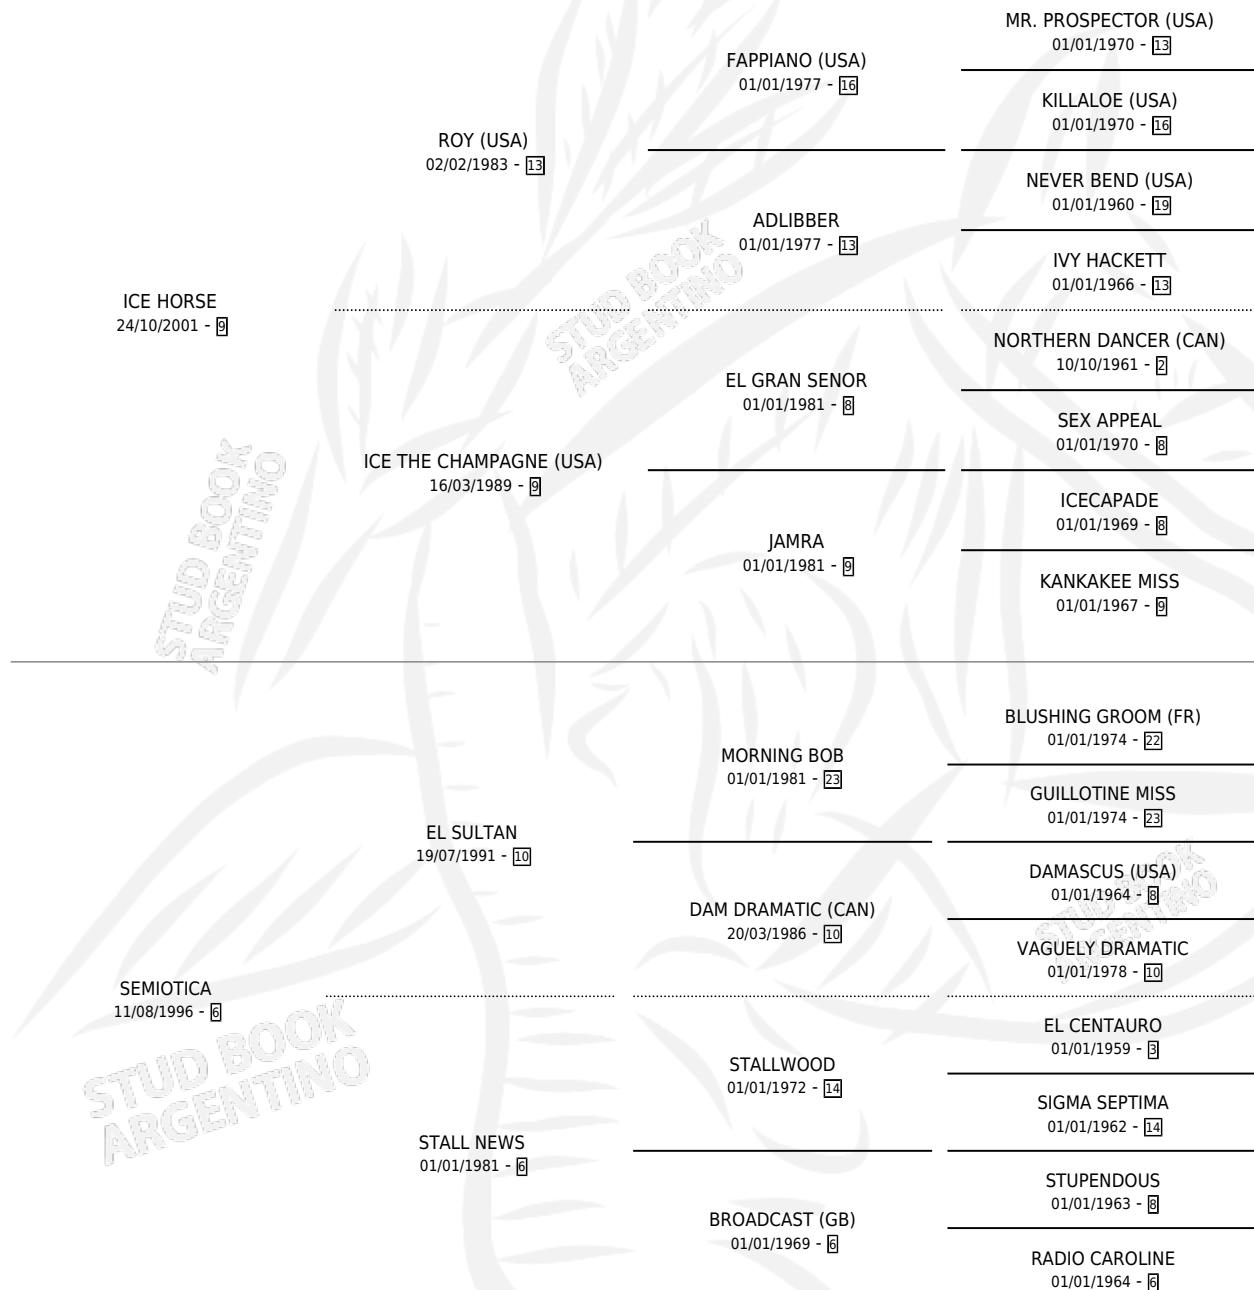 MR. PROSPECTOR (USA)
01/01/1970 - 13
FAPPIANO (USA)
01/01/1977 - 16
KILLALOE (USA)
01/01/1970 - 16
ROY (USA)
02/02/1983 - 13
NEVER BEND (USA)
01/01/1960 - 19
ADLIBBER
01/01/1977 - 13
IVY HACKETT
01/01/1966 - 13
ICE HORSE
24/10/2001 - 9
NORTHERN DANCER (CAN)
10/10/1961 - 2
EL GRAN SENOR
01/01/1981 - 8
SEX APPEAL
01/01/1970 - 8
ICE THE CHAMPAGNE (USA)
16/03/1989 - 9
ICECAPADE
01/01/1969 - 8
JAMRA
01/01/1981 - 9
KANKAKEE MISS
01/01/1967 - 9
BLUSHING GROOM (FR)
01/01/1974 - 22
MORNING BOB
01/01/1981 - 23
GUILLOTINE MISS
01/01/1974 - 23
EL SULTAN
19/07/1991 - 10
DAMASCUS (USA)
01/01/1964 - 8
DAM DRAMATIC (CAN)
20/03/1986 - 10
VAGUELY DRAMATIC
01/01/1978 - 10
SEMIOTICA
11/08/1996 - 6
EL CENTAURO
01/01/1959 - 3
STALLWOOD
01/01/1972 - 14
SIGMA SEPTIMA
01/01/1962 - 14
STALL NEWS
01/01/1981 - 6
STUPENDOUS
01/01/1963 - 8
BROADCAST (GB)
01/01/1969 - 6
RADIO CAROLINE
01/01/1964 - 6
STUD BOOK
ARGENTINO
STUD BOOK
ARGENTINO
STUD BOOK
ARGENTINO
STUD BOOK
ARGENTINO